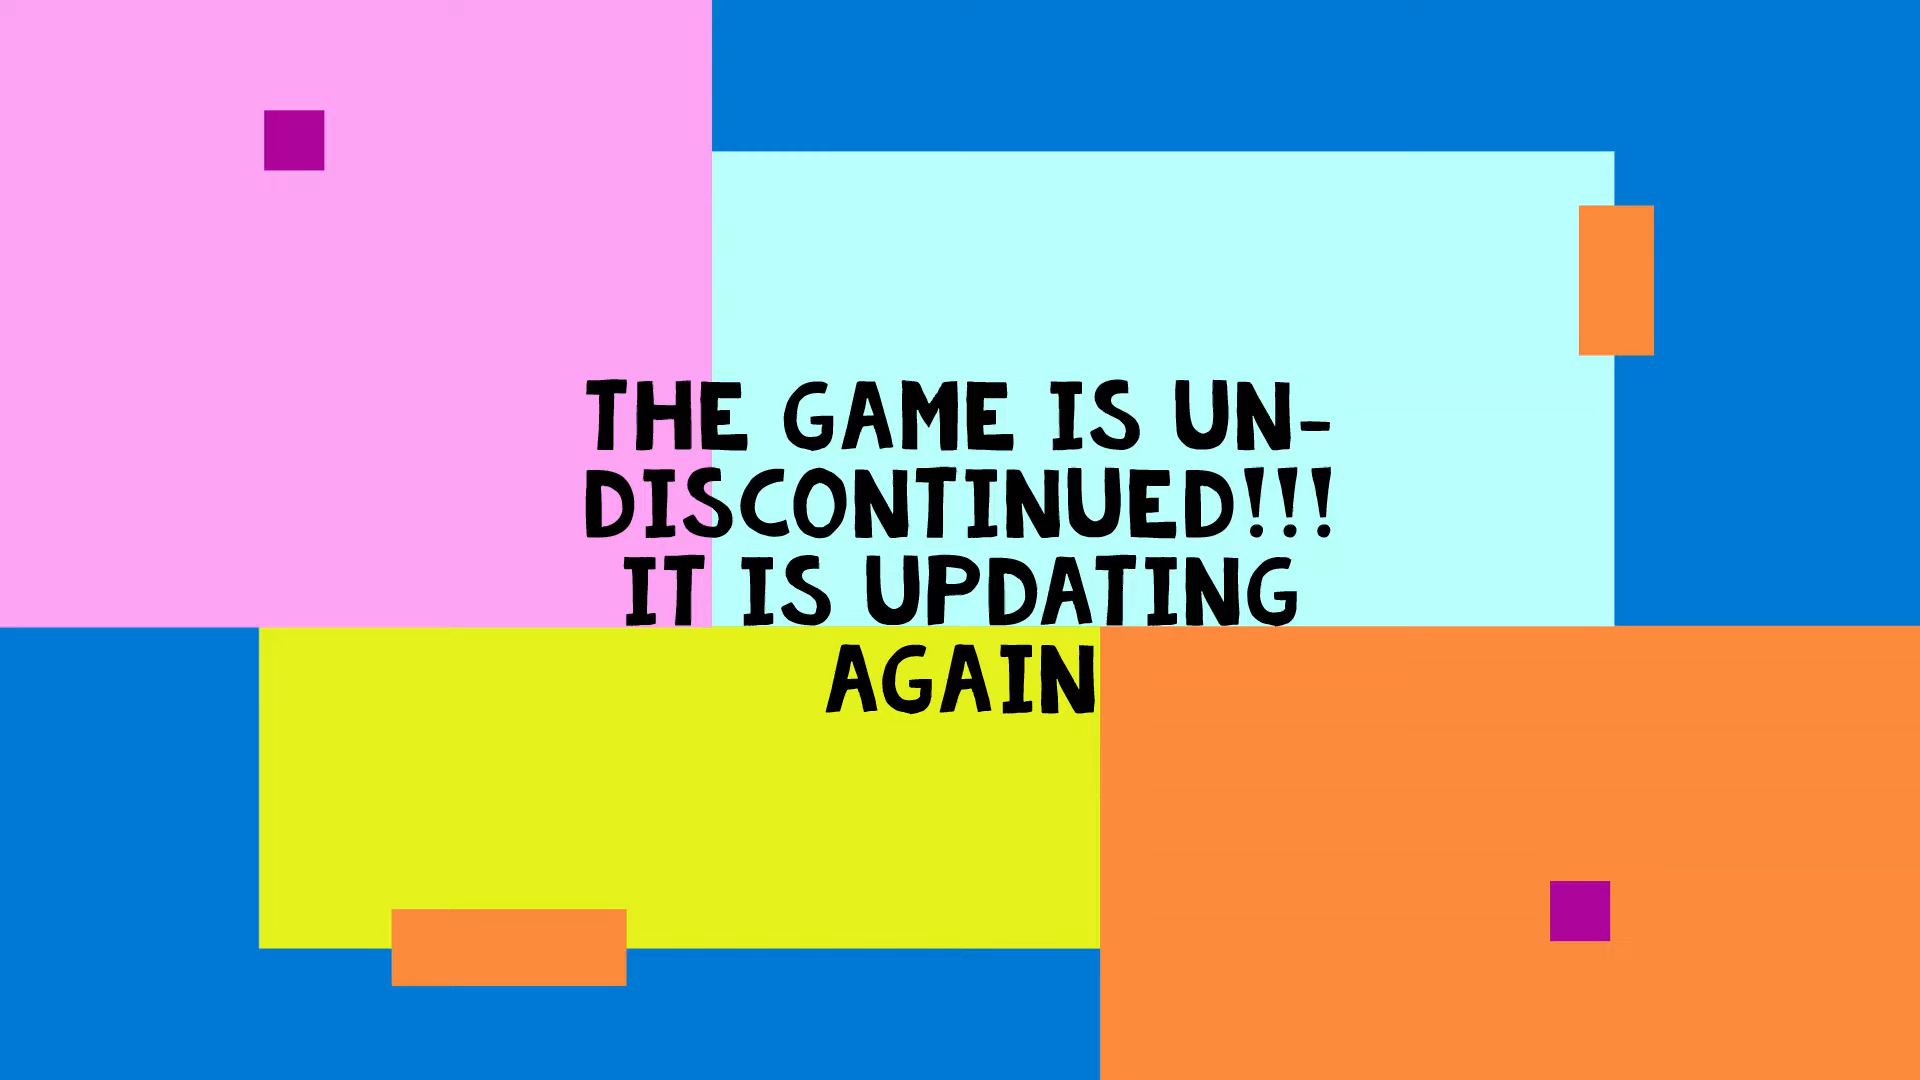 THE GAME IS UN-
DISCONTINUED!!!
IT IS UPDATING
AGAIN